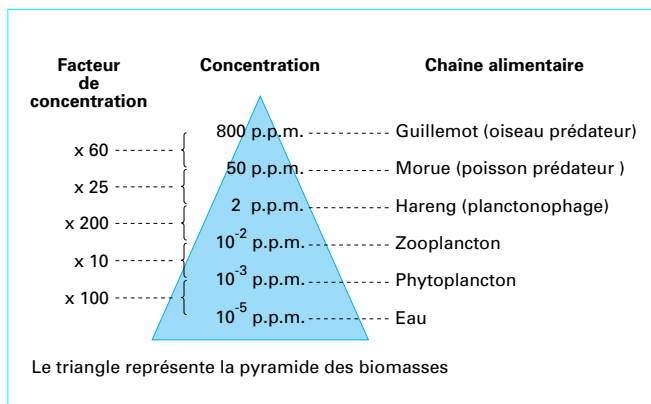 Facteur
de
concentration
Concentration
Chaîne alimentaire
800 p.p.m. Guillemot (oiseau prédateur)
x 60
50 p.p.m. Morue (poisson prédateur )
x 25
2 p.p.m. Hareng (planctonophage)
x 200
10⁻² p.p.m. Zooplancton
x 10
10⁻³ p.p.m. Phytoplancton
x 100
10⁻⁵ p.p.m. Eau
Le triangle représente la pyramide des biomasses